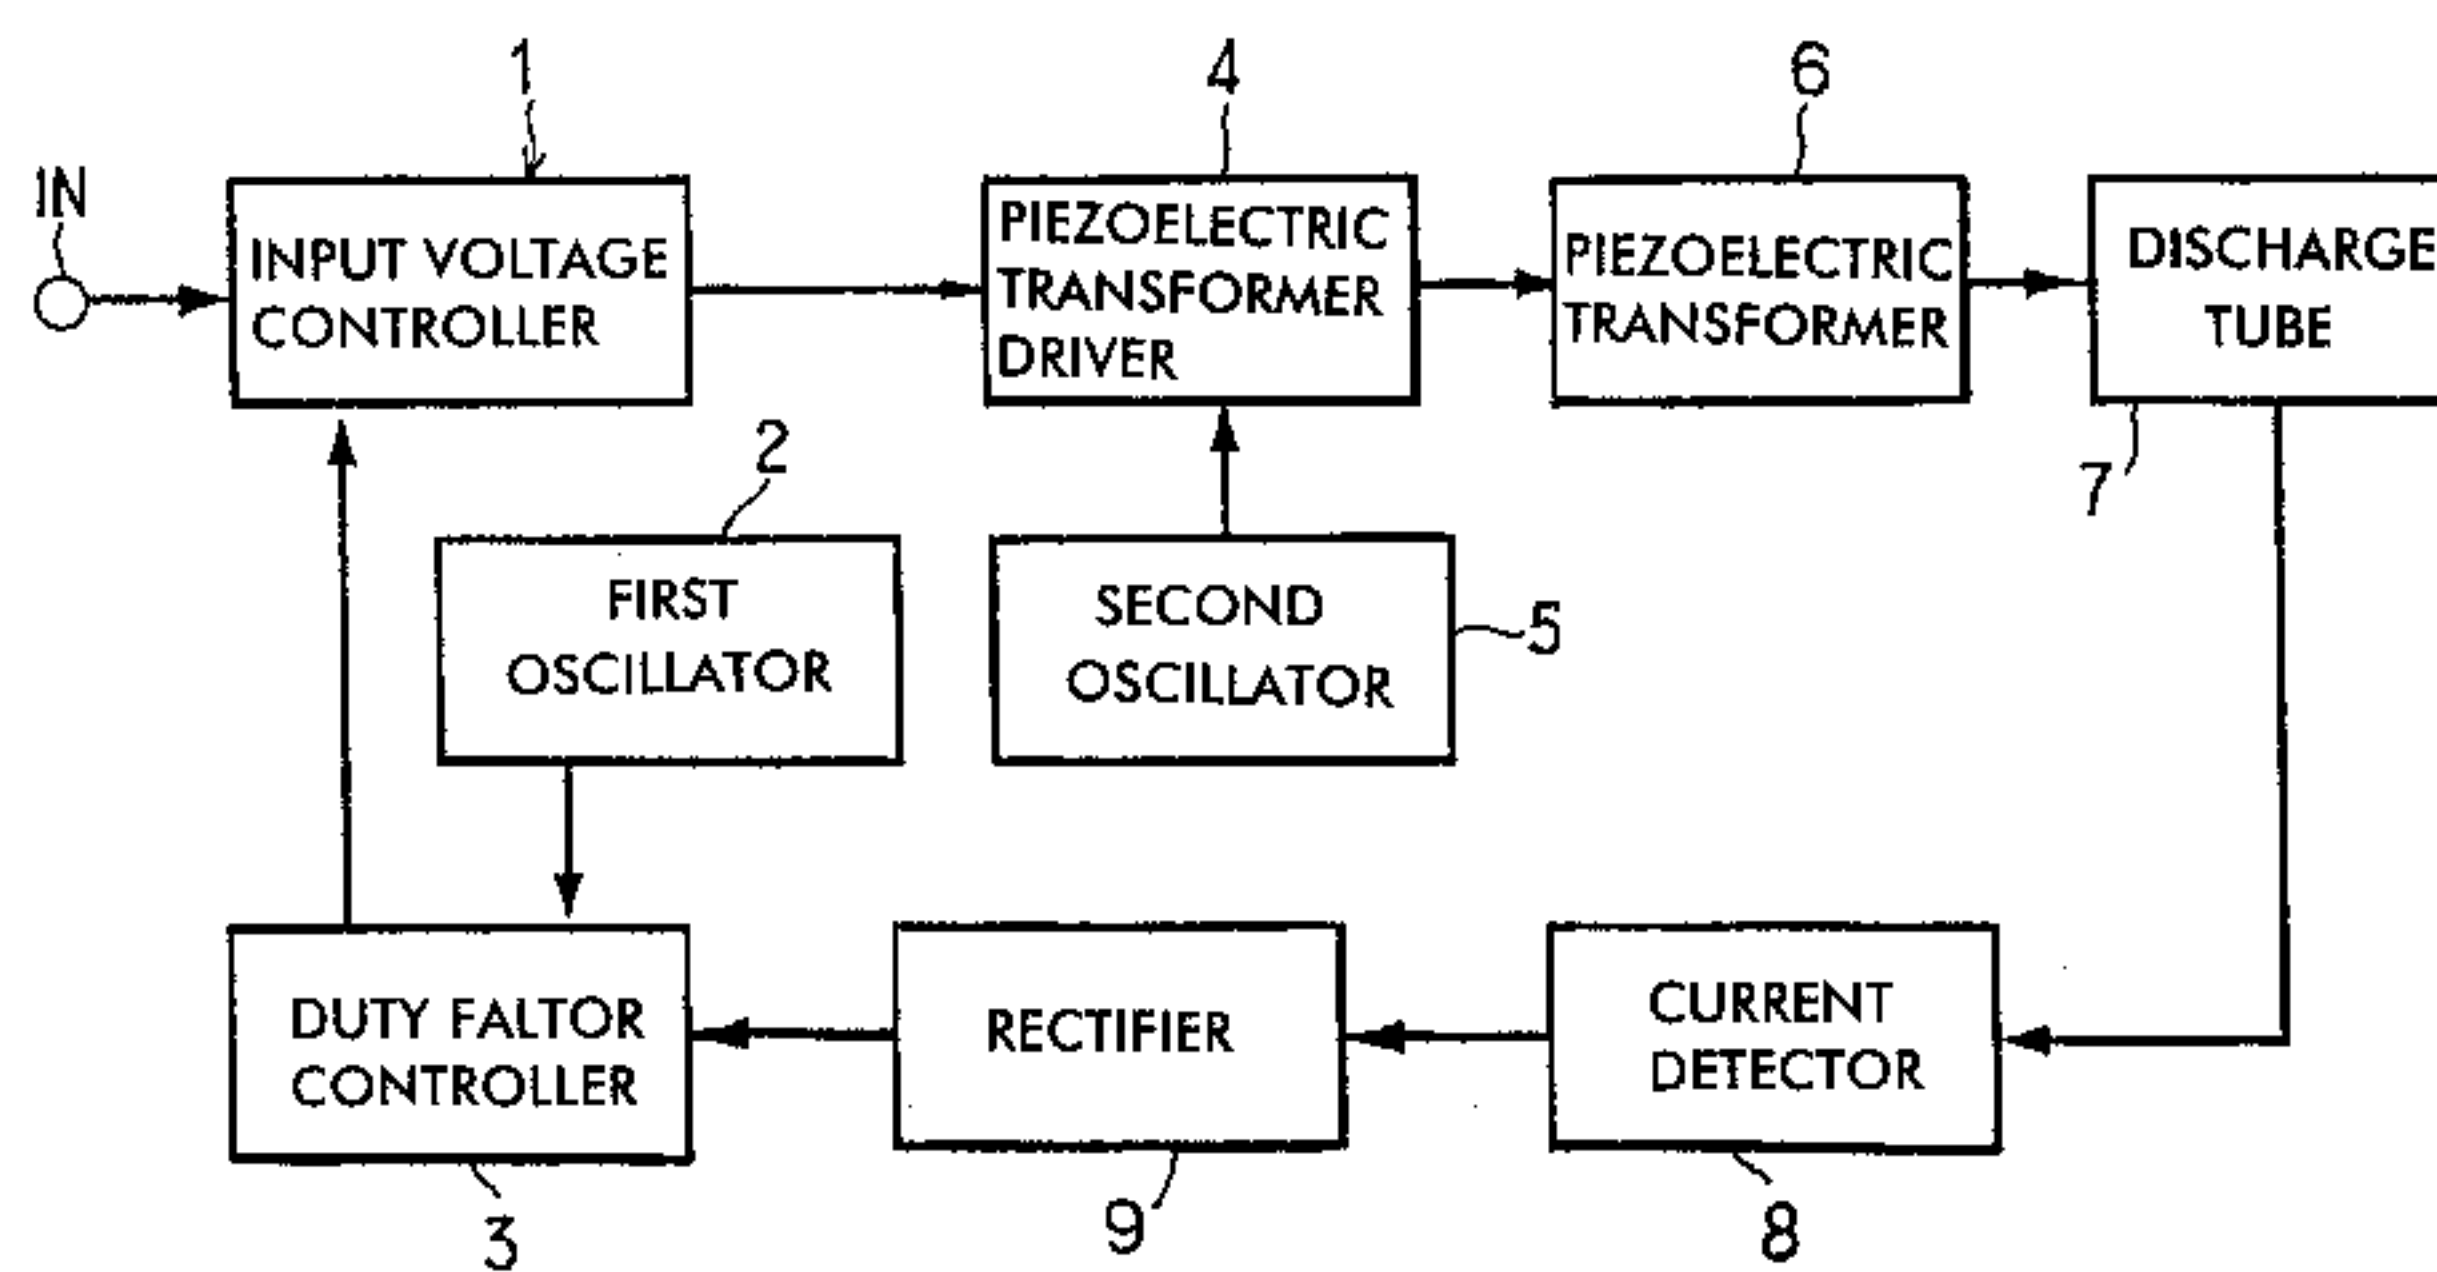 1
4
6
IN
INPUT VOLTAGE
CONTROLLER
PIEZOELECTRIC
TRANSFORMER
DRIVER
PIEZOELECTRIC
TRANSFORMER
DISCHARGE
TUBE
2
7
FIRST
OSCILLATOR
SECOND
OSCILLATOR
5
DUTY FALTOR
CONTROLLER
RECTIFIER
CURRENT
DETECTOR
3
9
8